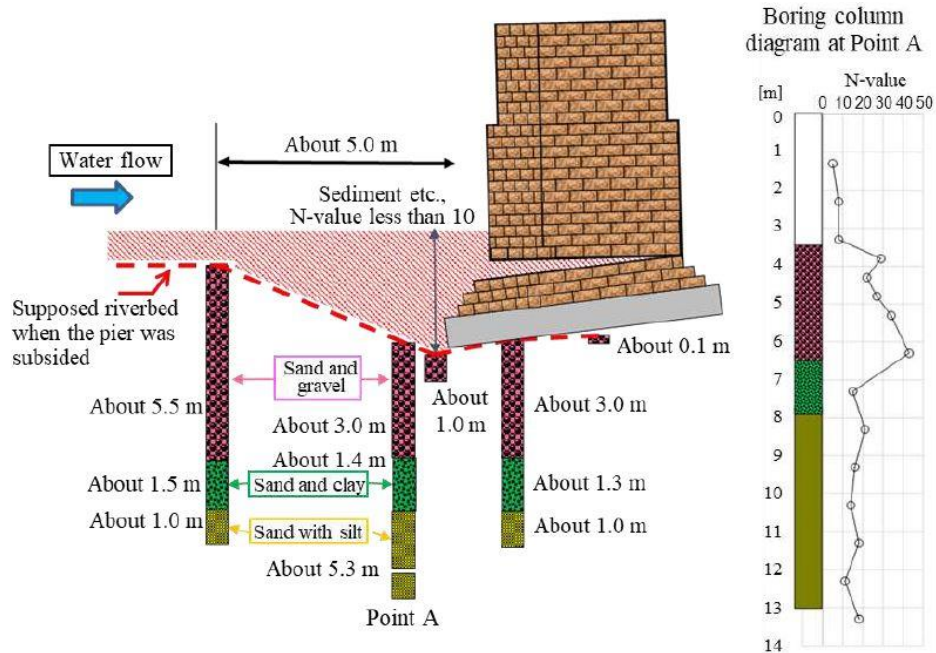 Boring column
diagram at Point A
N-value
[m]
0 10 20 30 40 50
0
1
2
3
4
5
6
7
8
9
10
11
12
13
14
Water flow
About 5.0 m
Sediment etc.,
N-value less than 10
Supposed riverbed
when the pier was
subsided
Sand and
gravel
About 5.5 m
About 3.0 m
About
1.0 m
About 0.1 m
About 3.0 m
About 1.4 m
About 1.5 m
Sand and clay
About 1.3 m
About 1.0 m
Sand with silt
About 1.0 m
About 5.3 m
Point A